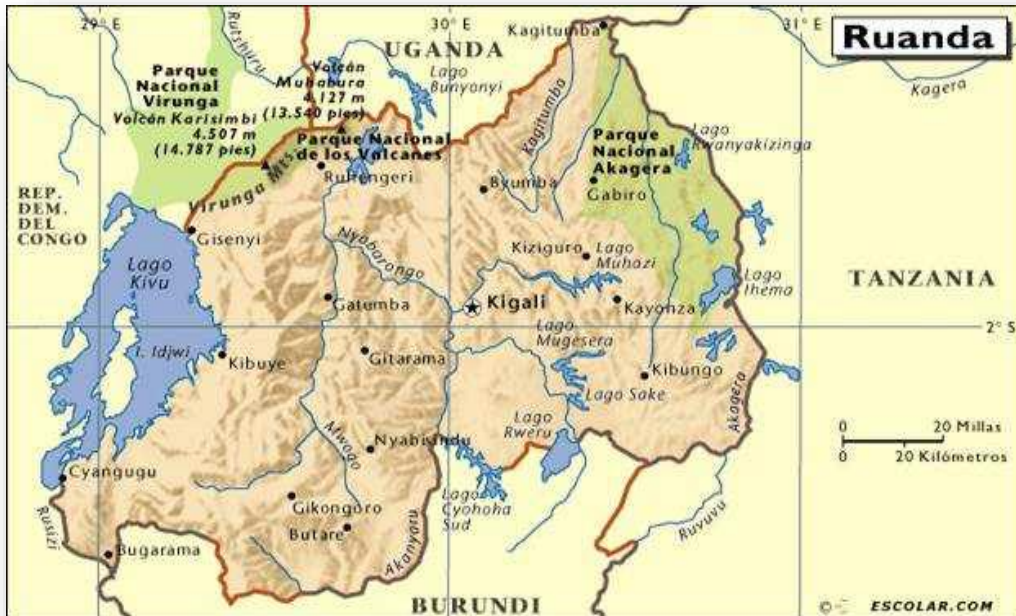 29° E
30° E
31° E
Ruanda
UGANDA
Kagitumba
Rutshuru
Parque
Nacional
Virunga
Volcán
Muhabura
4.127 m
(13.540 pies)
Lago
Bunyonyi
Kagera
Volcán Karisimbi
4.507 m
(14.787 pies)
Parque Nacional
de los Volcanes
Kagitumba
Parque
Nacional
Akagera
Lago
Rwanyakizinga
Virunga Mts.
Ruhengeri
Byumba
Gabiro
REP.
DEM.
DEL
CONGO
Gisenyi
Nyabarongo
Kiziguro
Lago
Muhazi
Lago
Kivu
Lago
Ihema
TANZANIA
Gatumba
Kigali
Kayonza
2° S
I. Idjwi
Kibuye
Gitarama
Lago
Mugesera
Kibungo
Lago Sake
Akagera
Lago
Rweru
Mwogo
Nyabisindu
0 20 Millas
0 20 Kilómetros
Cyangugu
Rusizi
Gikongoro
Butare
Lago
Cyohoha
Sud
Akanyaru
Ruvuvu
Bugarama
BURUNDI
© ESCOLAR.COM